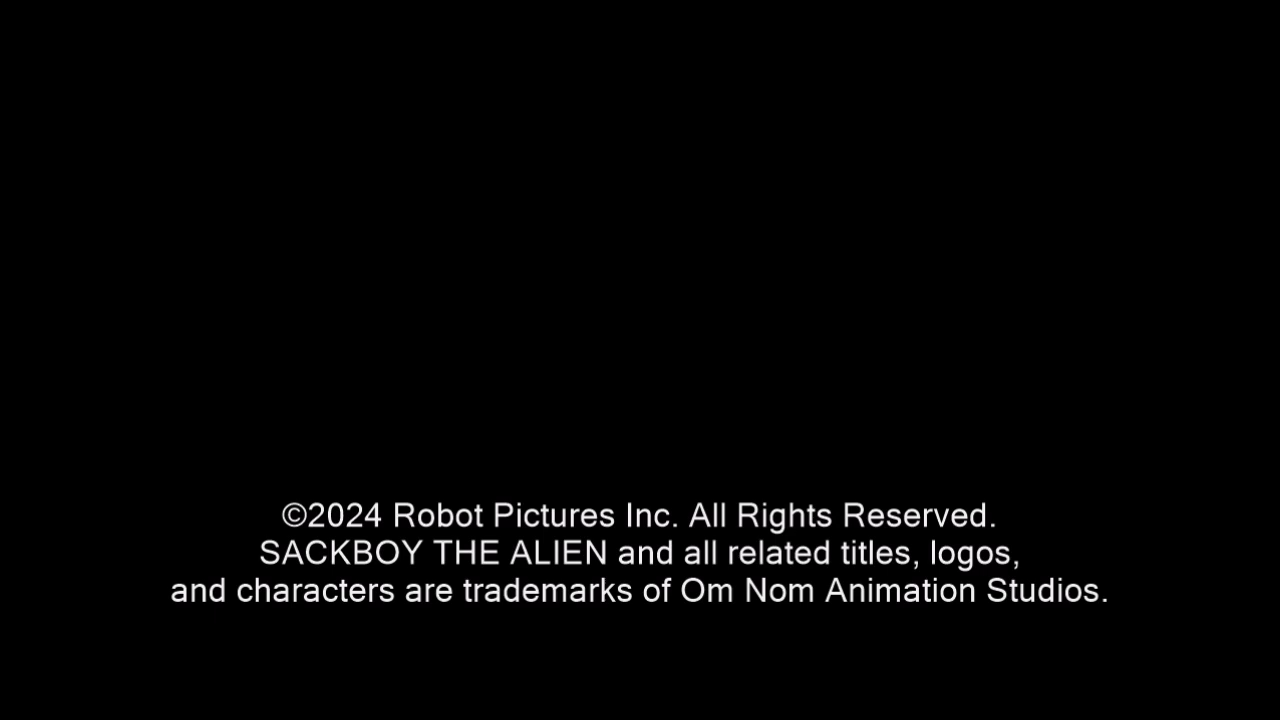 ©2024 Robot Pictures Inc. All Rights Reserved.
SACKBOY THE ALIEN and all related titles, logos,
and characters are trademarks of Om Nom Animation Studios.